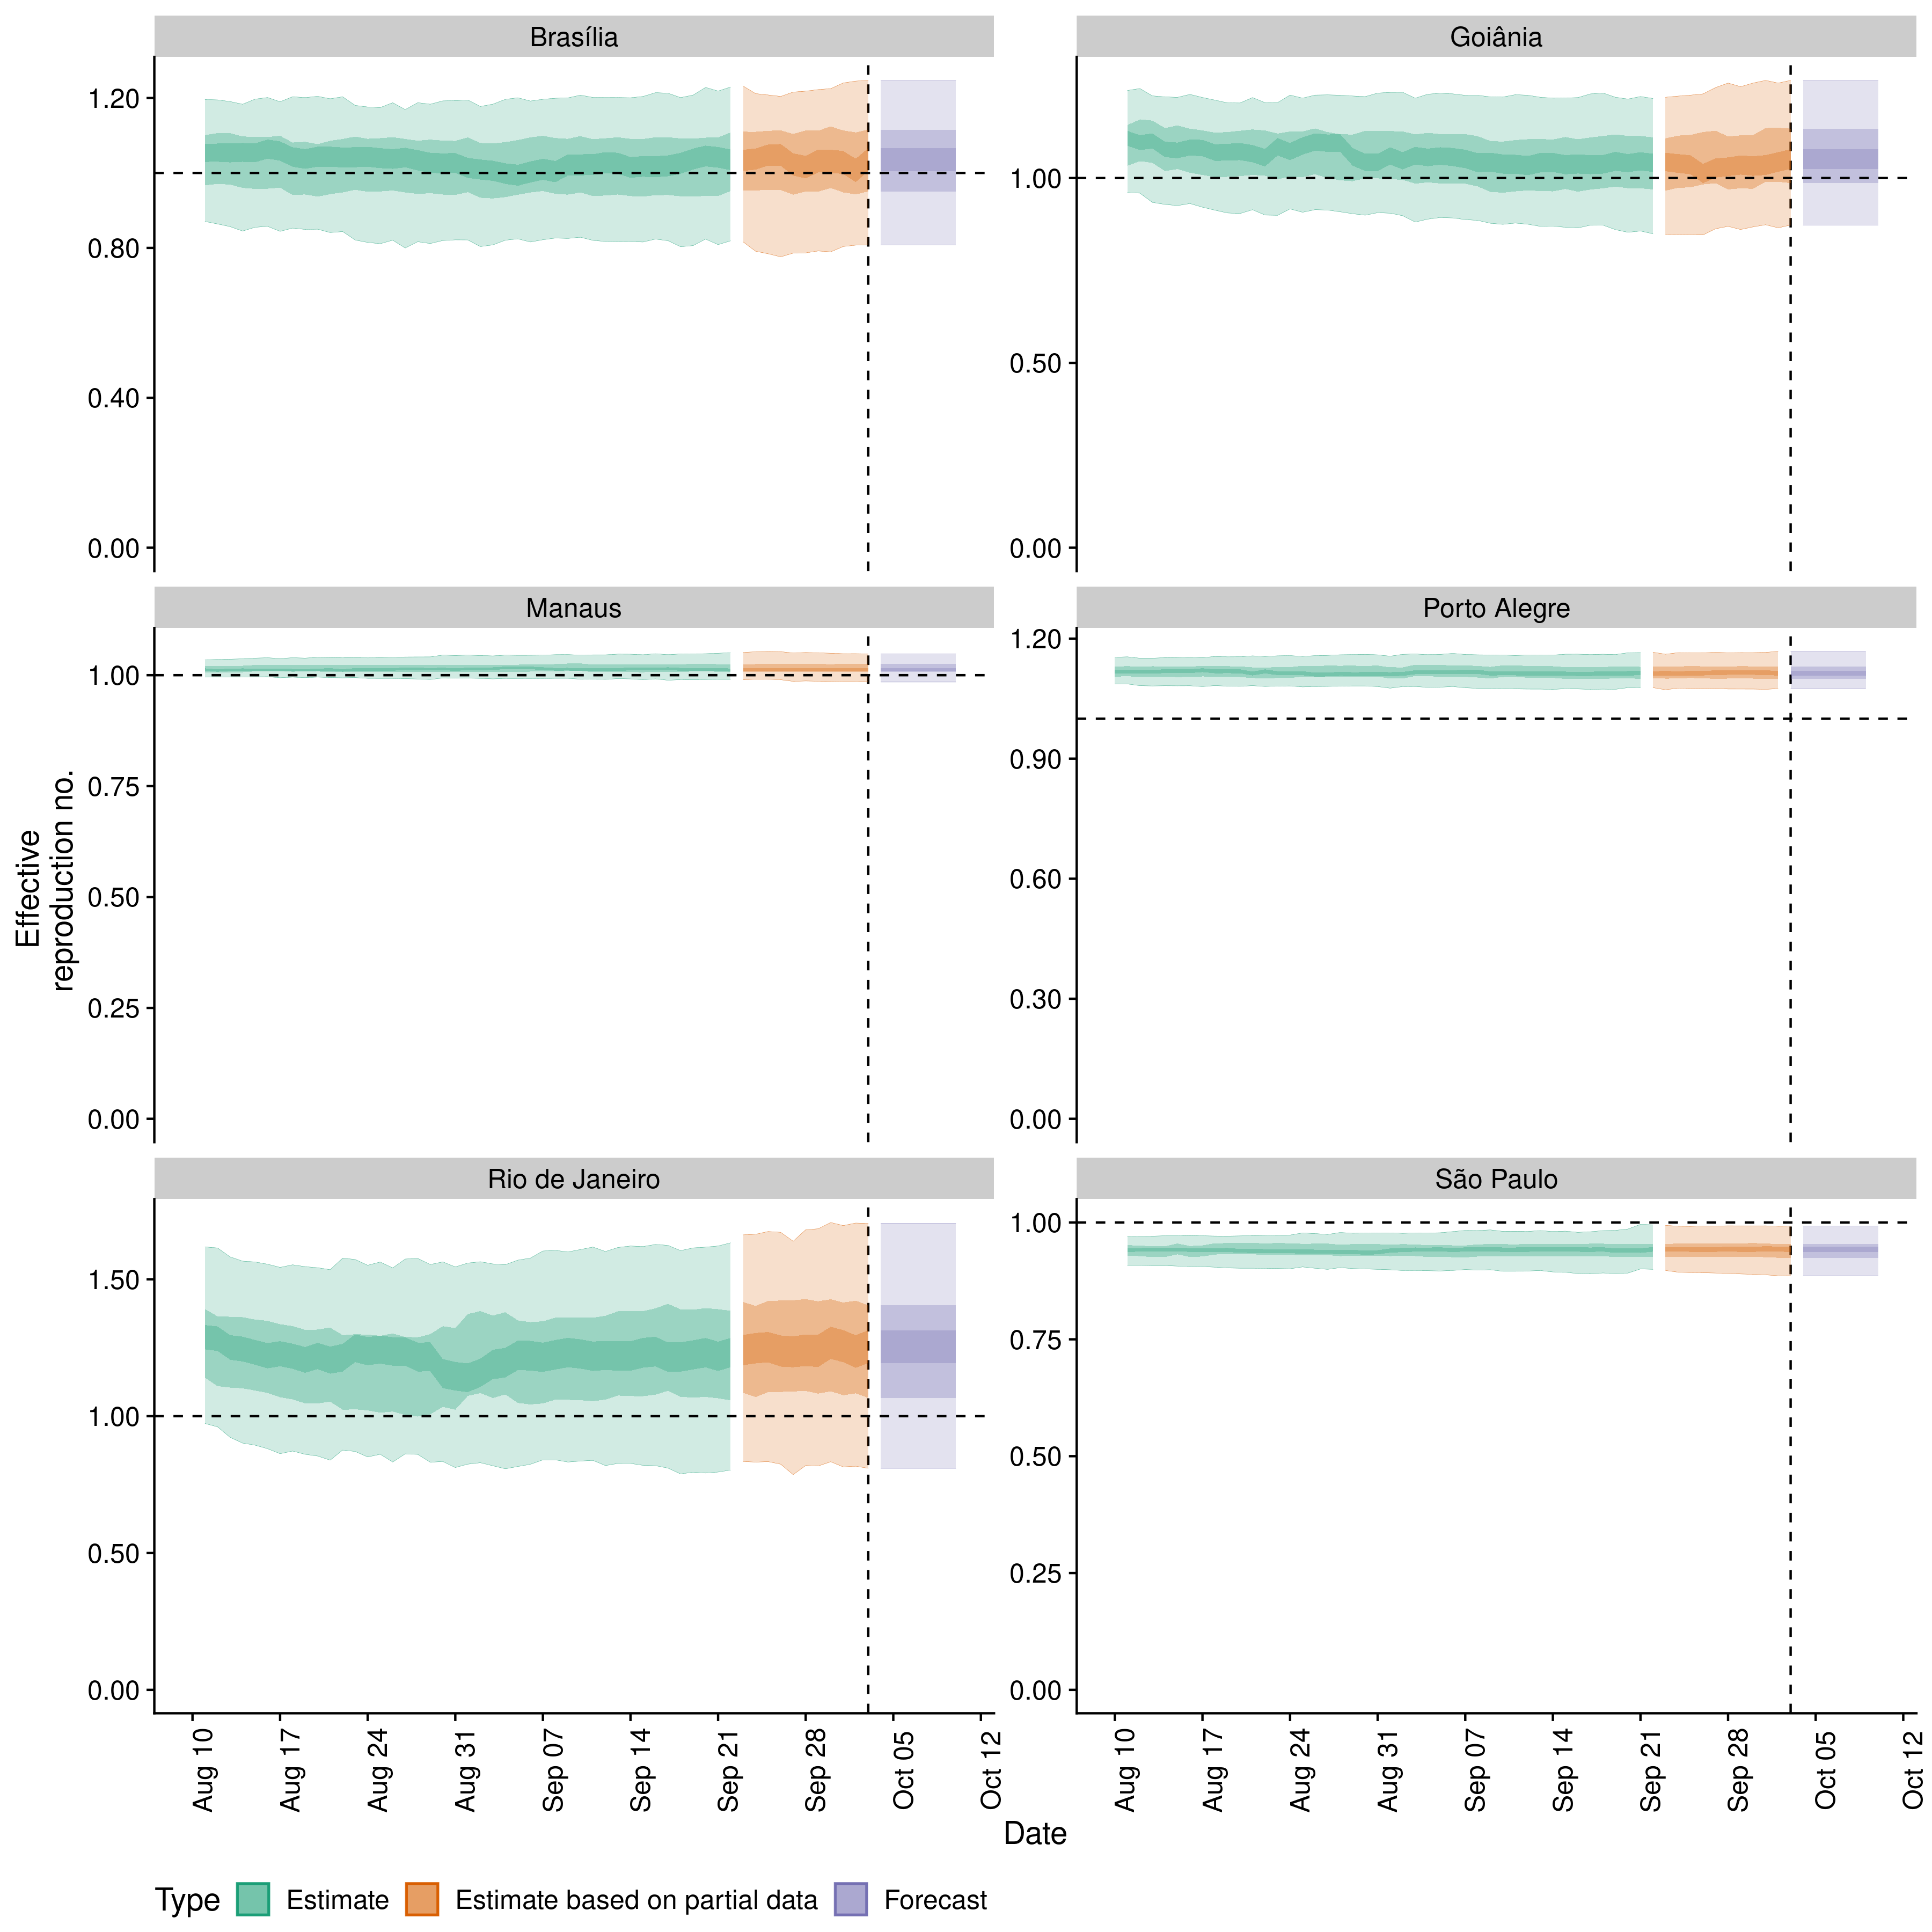 Brasília
Goiânia
1.20
0.80
0.40
0.00
1.00
0.50
0.00
Manaus
Porto Alegre
1.00
0.75
0.50
0.25
0.00
1.20
0.90
0.60
0.30
0.00
Effective
reproduction no.
Rio de Janeiro
São Paulo
1.50
1.00
0.50
0.00
1.00
0.75
0.50
0.25
0.00
Aug 10
Aug 17
Aug 24
Aug 31
Sep 07
Sep 14
Sep 21
Sep 28
Oct 05
Oct 12
Aug 10
Aug 17
Aug 24
Aug 31
Sep 07
Sep 14
Sep 21
Sep 28
Oct 05
Oct 12
Date
Type Estimate Estimate based on partial data Forecast